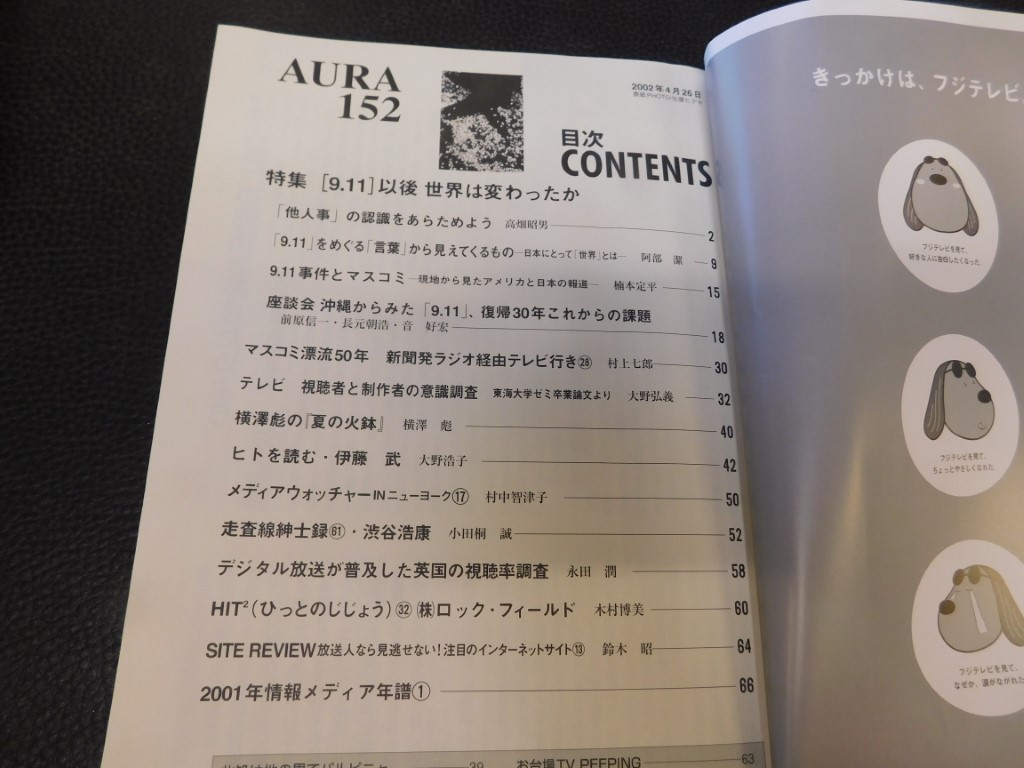 AURA
152
2002年4月26日
目次
CONTENTS
特集 [9.11]以後 世界は変わったか
「他人事」の認識をあらためよう 高畑昭男 2
「9.11」をめぐる「言葉」から見えてくるもの─日本にとって「世界」とは─ 阿部 潔 9
9.11事件とマスコミ─現地から見たアメリカと日本の報道─ 楠本定平 15
座談会 沖縄からみた「9.11」、復帰30年これからの課題
前原信一・長元朝浩・音 好宏 18
マスコミ漂流50年 新聞発ラジオ経由テレビ行き㉘ 村上七郎 30
テレビ 視聴者と制作者の意識調査 東海大学ゼミ卒業論文より 大野弘義 32
横澤彪の『夏の火鉢』 横澤 彪 40
ヒトを読む・伊藤 武 大野浩子 42
メディアウォッチャーINニューヨーク⑰ 村中智津子 50
走査線紳士録㉛・渋谷浩康 小田桐 誠 52
デジタル放送が普及した英国の視聴率調査 永田 潤 58
HIT²(ひっとのじじょう)㉜ ㈱ロック・フィールド 木村博美 60
SITE REVIEW 放送人なら見逃せない!注目のインターネットサイト⑬ 鈴木 昭 64
2001年情報メディア年譜① 66
39 お台場TV PEEPING 63
きっかけは、フジテレビ。
フジテレビを見て、
好きな人に告白したくなった。
フジテレビを見て、
ちょっとやさしくなれた。
フジテレビを見て、
なぜか、涙がながれた